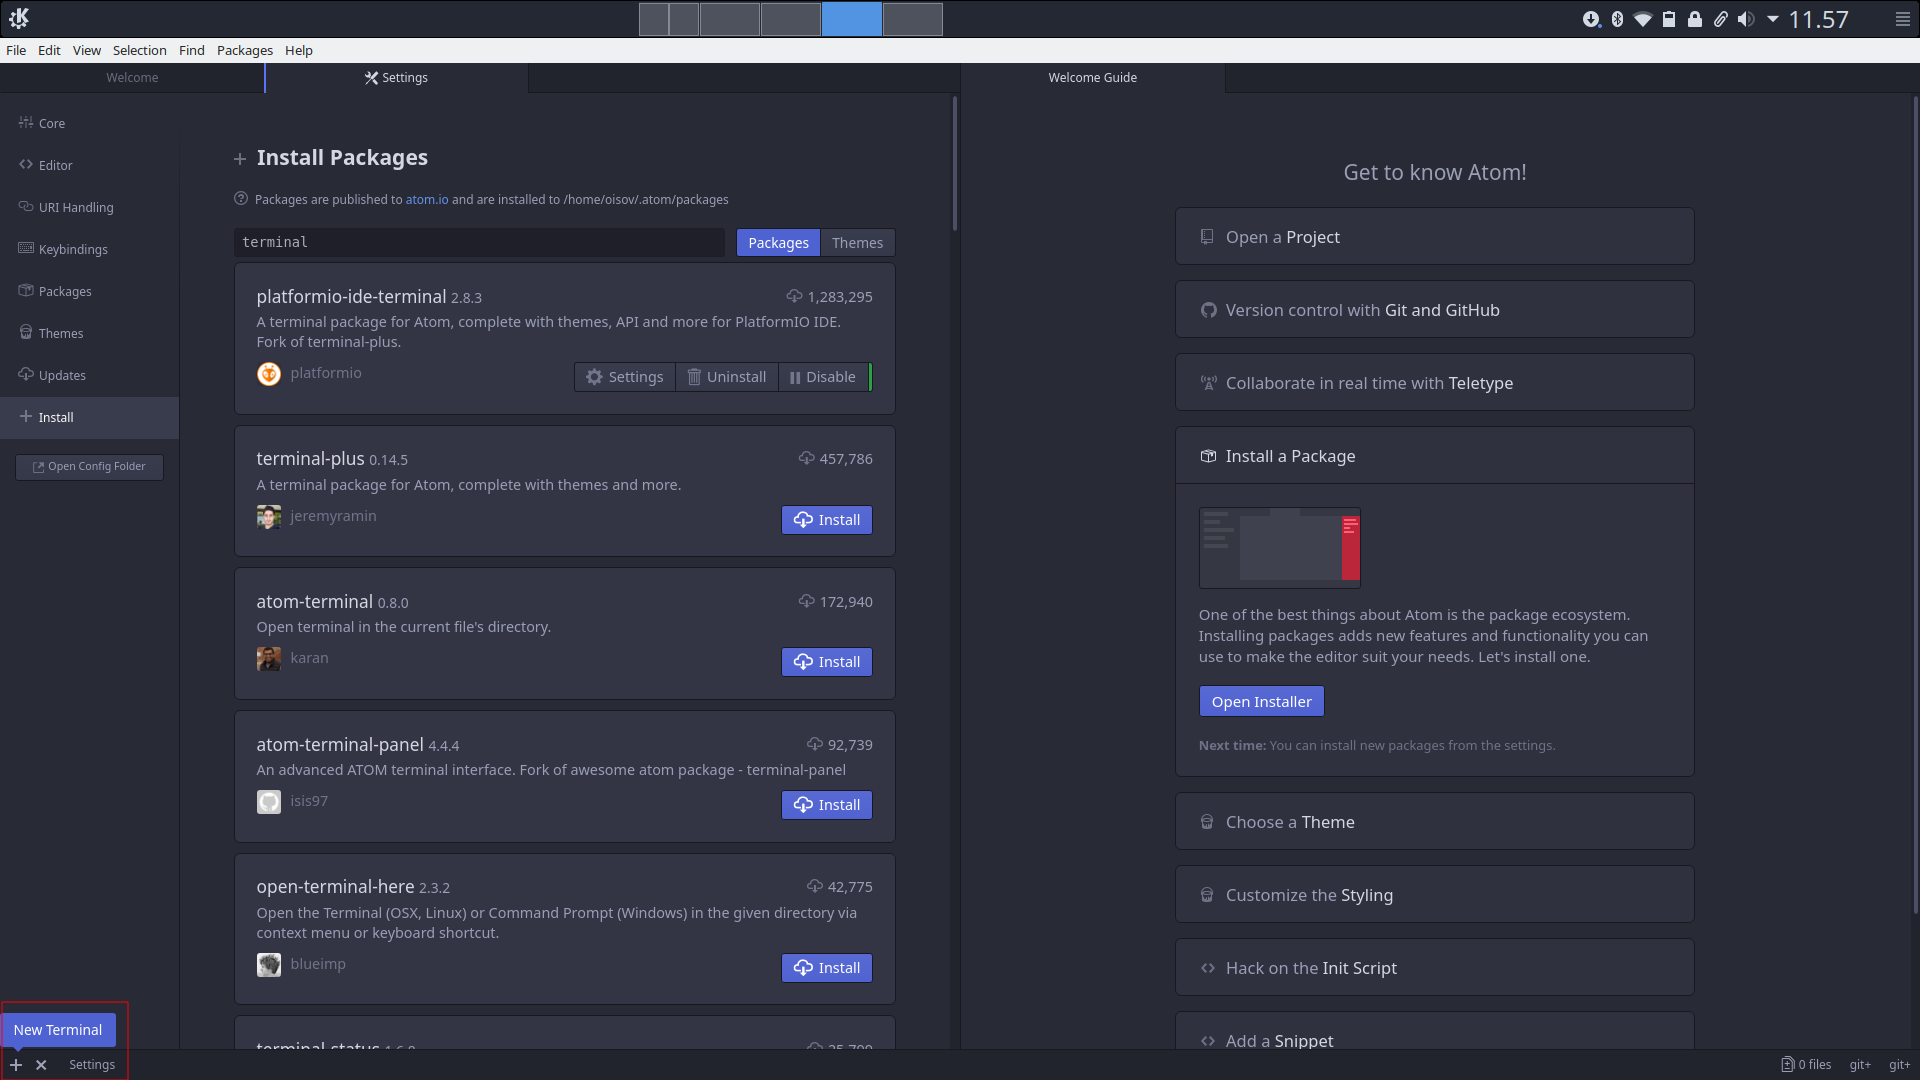 11.57
File Edit View Selection Find Packages Help
Welcome
Settings
Welcome Guide
Core
Editor
URI Handling
Keybindings
Packages
Themes
Updates
Install
Open Config Folder
Install Packages
Packages are published to atom.io and are installed to /home/oisov/.atom/packages
terminal
Packages Themes
platformio-ide-terminal 2.8.3 1,283,295
A terminal package for Atom, complete with themes, API and more for PlatformIO IDE.
Fork of terminal-plus.
platformio
Settings Uninstall Disable
terminal-plus 0.14.5 457,786
A terminal package for Atom, complete with themes and more.
jeremyramin
Install
atom-terminal 0.8.0 172,940
Open terminal in the current file's directory.
karan
Install
atom-terminal-panel 4.4.4 92,739
An advanced ATOM terminal interface. Fork of awesome atom package - terminal-panel
isis97
Install
open-terminal-here 2.3.2 42,775
Open the Terminal (OSX, Linux) or Command Prompt (Windows) in the given directory via
context menu or keyboard shortcut.
blueimp
Install
terminal-status
Get to know Atom!
Open a Project
Version control with Git and GitHub
Collaborate in real time with Teletype
Install a Package
One of the best things about Atom is the package ecosystem.
Installing packages adds new features and functionality you can
use to make the editor suit your needs. Let's install one.
Open Installer
Next time: You can install new packages from the settings.
Choose a Theme
Customize the Styling
Hack on the Init Script
Add a Snippet
New Terminal
Settings
0 files git+ git+